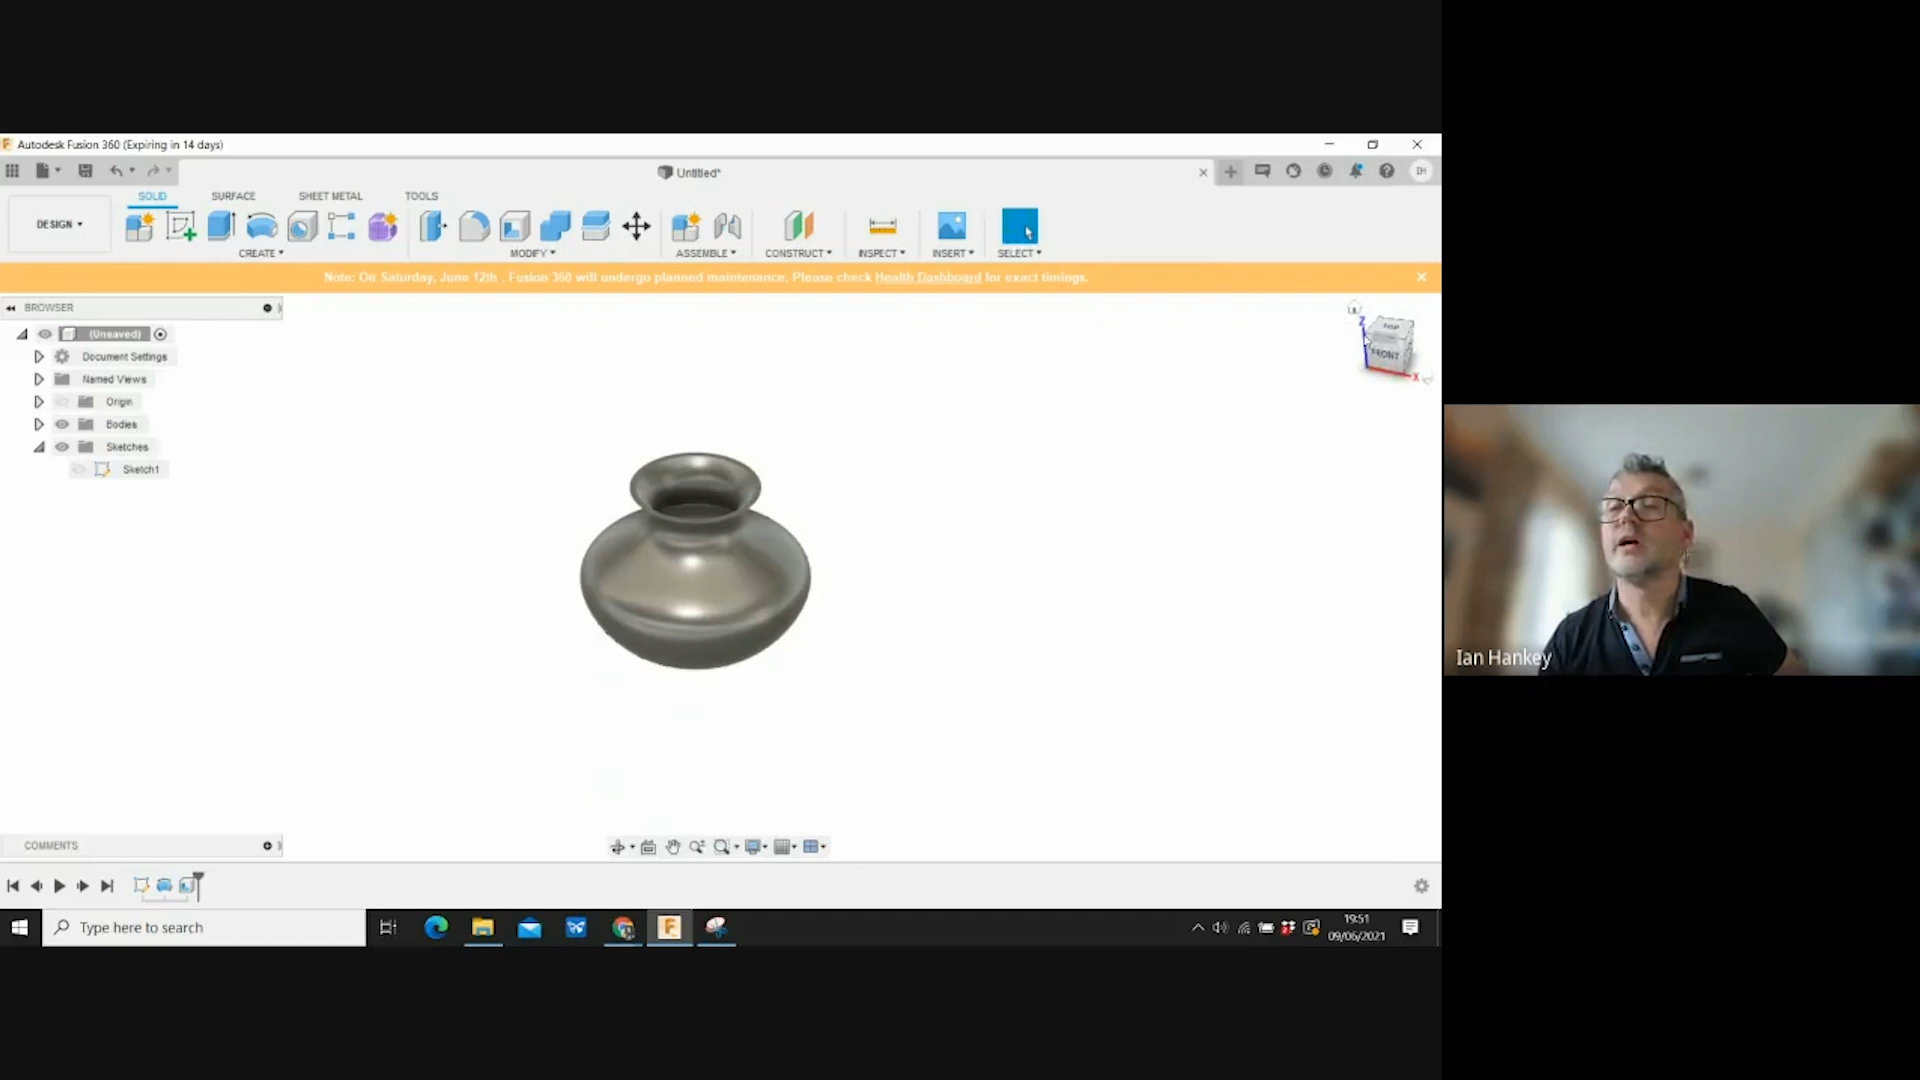 Autodesk Fusion 360 (Expiring in 14 days)
Untitled*
IH
SOLID
SURFACE
SHEET METAL
TOOLS
DESIGN
CREATE
MODIFY
ASSEMBLE
CONSTRUCT
INSPECT
INSERT
SELECT
Note: On Saturday, June 12th , Fusion 360 will undergo planned maintenance. Please check Health Dashboard for exact timings.
BROWSER
(Unsaved)
Document Settings
Named Views
Origin
Bodies
Sketches
Sketch1
Z
TOP
FRONT
X
Ian Hankey
COMMENTS
Type here to search
19:51
09/06/2021